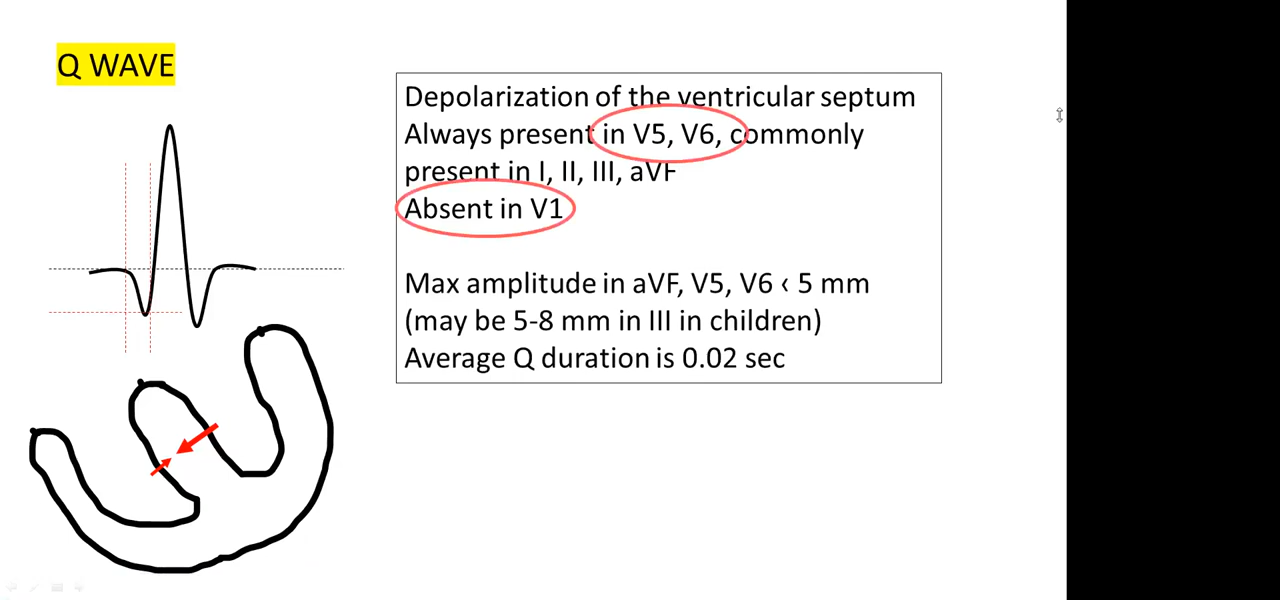 Q WAVE
Depolarization of the ventricular septum
Always present in V5, V6, commonly
present in I, II, III, aVF
Absent in V1
Max amplitude in aVF, V5, V6 ‹ 5 mm
(may be 5-8 mm in III in children)
Average Q duration is 0.02 sec